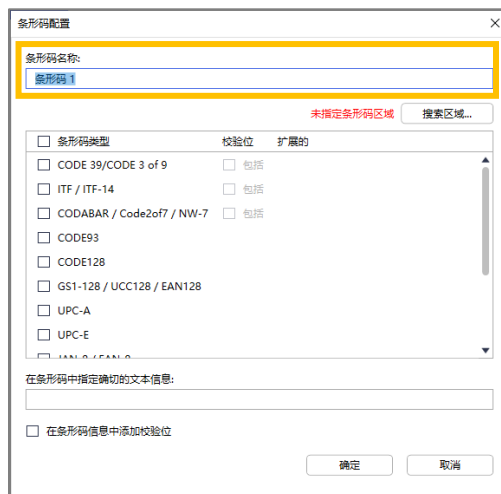 条形码配置
条形码名称:
条形码 1
未指定条形码区域 搜索区域...
条形码类型 校验位 扩展的
CODE 39/CODE 3 of 9 包括
ITF / ITF-14 包括
CODABAR / Code2of7 / NW-7 包括
CODE93
CODE128
GS1-128 / UCC128 / EAN128
UPC-A
UPC-E
JAN-8 / EAN-8
在条形码中指定确切的文本信息:
在条形码信息中添加校验位
确定 取消